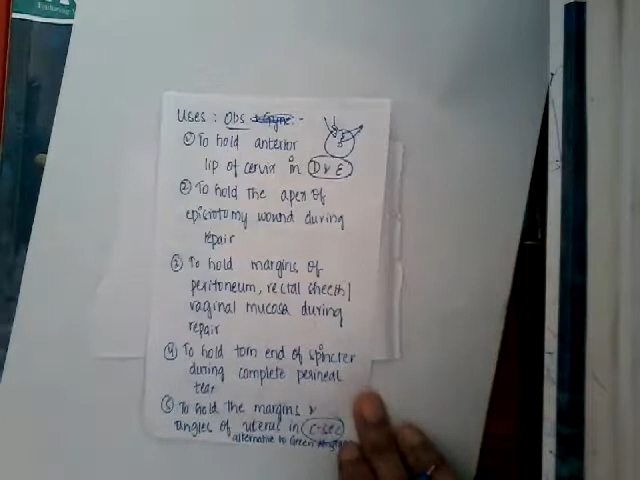 Uses : Obs
① To hold anterior
lip of cervix in D & E
② To hold the apex of
episiotomy wound during
repair
③ To hold margins of
peritoneum, rectal sheeth /
vaginal mucosa during
repair
④ To hold torn end of spincter
during complete perineal
tear
⑤ To hold the margins &
angles of uterus in C-sec
alternative to Green